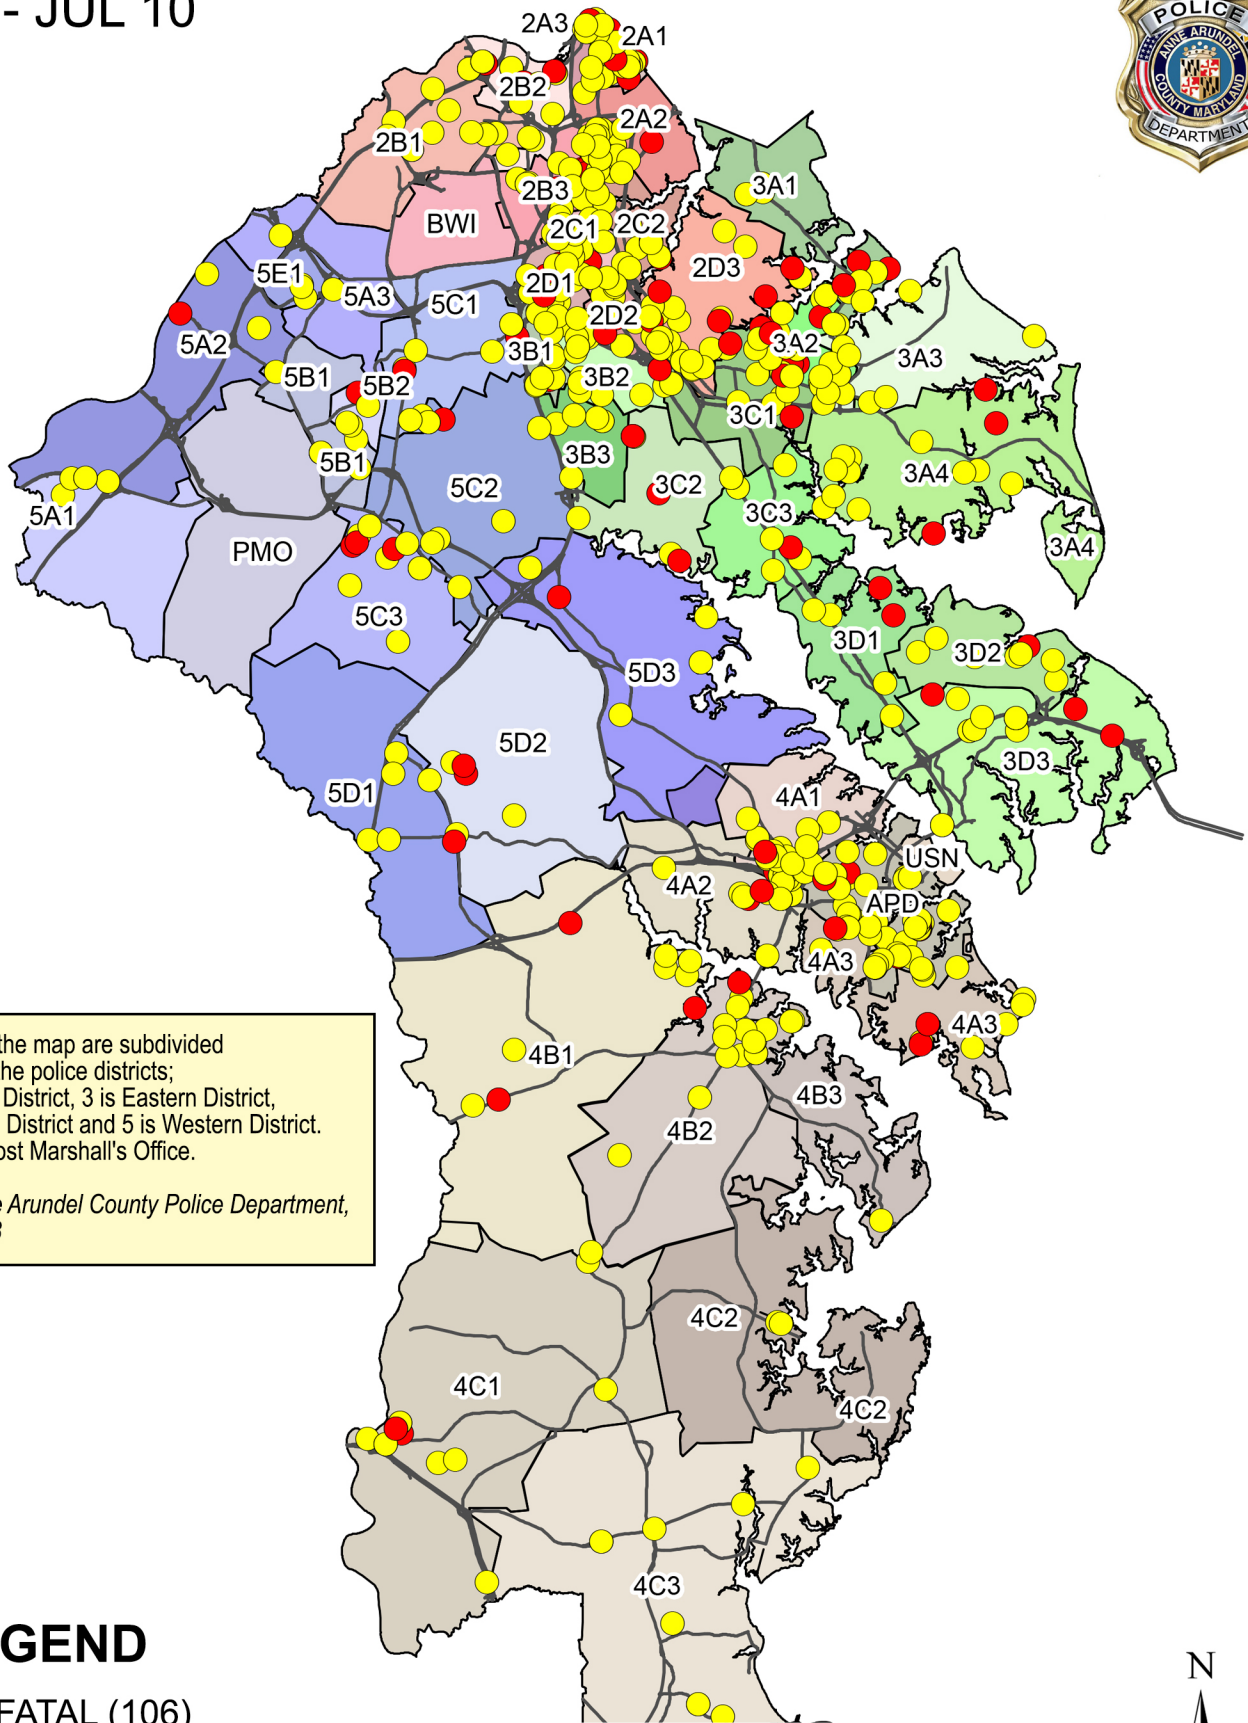 - JUL 10
POLICE
ANNE ARUNDEL
COUNTY MARYLAND
DEPARTMENT
2A3
2A1
2B2
2A2
2B1
3A1
2B3
BWI
2C1
2C2
2D3
5E1
5A3
5C1
2D1
2D2
5A2
3B1
3A2
3A3
5B1
5B2
3B2
3C1
5B1
3B3
3A4
5C2
3C2
3C3
5A1
PMO
3A4
5C3
3D1
3D2
5D3
5D2
3D3
5D1
4A1
USN
4A2
APD
4A3
4A3
the map are subdivided
he police districts;
District, 3 is Eastern District,
District and 5 is Western District.
ost Marshall's Office.
e Arundel County Police Department,
4B1
4B3
4B2
4C2
4C1
4C2
4C3
GEND
FATAL (106)
N